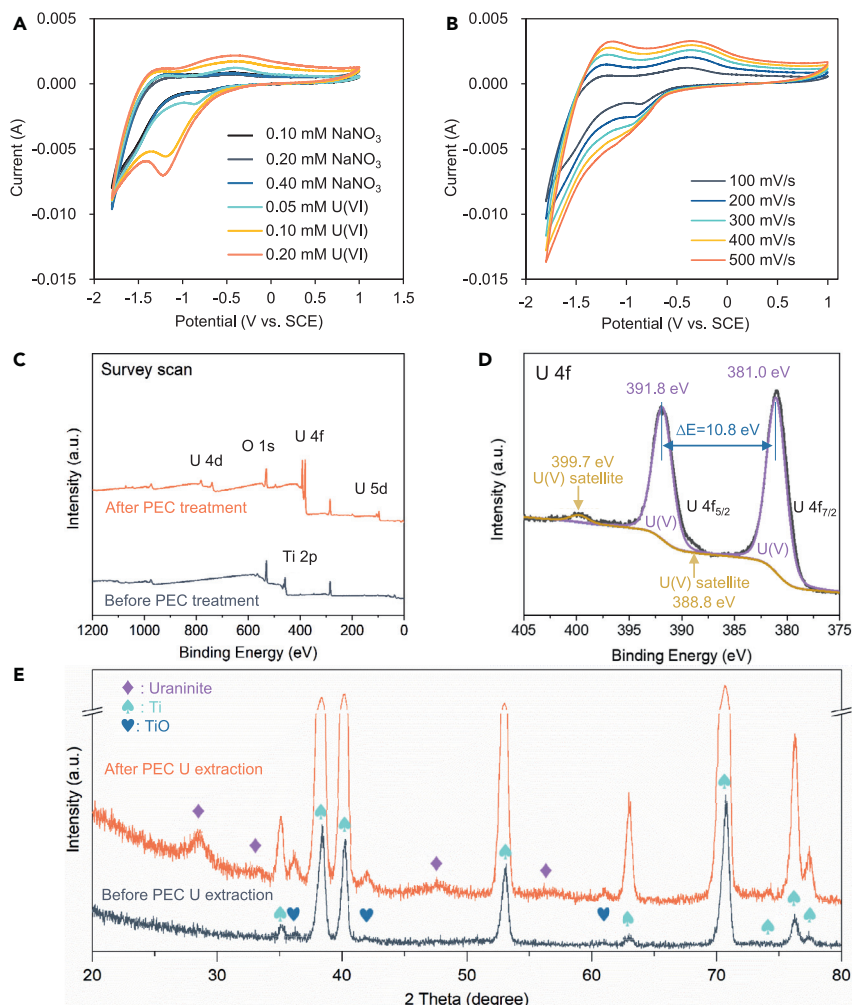 A
0.005
0.000
-0.005
-0.010
-0.015
Current (A)
0.10 mM NaNO3
0.20 mM NaNO3
0.40 mM NaNO3
0.05 mM U(VI)
0.10 mM U(VI)
0.20 mM U(VI)
-2 -1.5 -1 -0.5 0 0.5 1 1.5
Potential (V vs. SCE)
B
0.005
0.000
-0.005
-0.010
-0.015
Current (A)
100 mV/s
200 mV/s
300 mV/s
400 mV/s
500 mV/s
-2 -1.5 -1 -0.5 0 0.5 1
Potential (V vs. SCE)
C
Survey scan
Intensity (a.u.)
U 4d
O 1s
U 4f
U 5d
After PEC treatment
Ti 2p
Before PEC treatment
1200 1000 800 600 400 200 0
Binding Energy (eV)
D
U 4f
Intensity (a.u.)
391.8 eV
381.0 eV
ΔE=10.8 eV
399.7 eV
U(V) satellite
U 4f5/2
U 4f7/2
U(V)
U(V)
U(V) satellite
388.8 eV
405 395 385 380 375
Binding Energy (eV)
E
: Uraninite
: Ti
: TiO
Intensity (a.u.)
After PEC U extraction
Before PEC U extraction
20 30 40 50 60 70 80
2 Theta (degree)